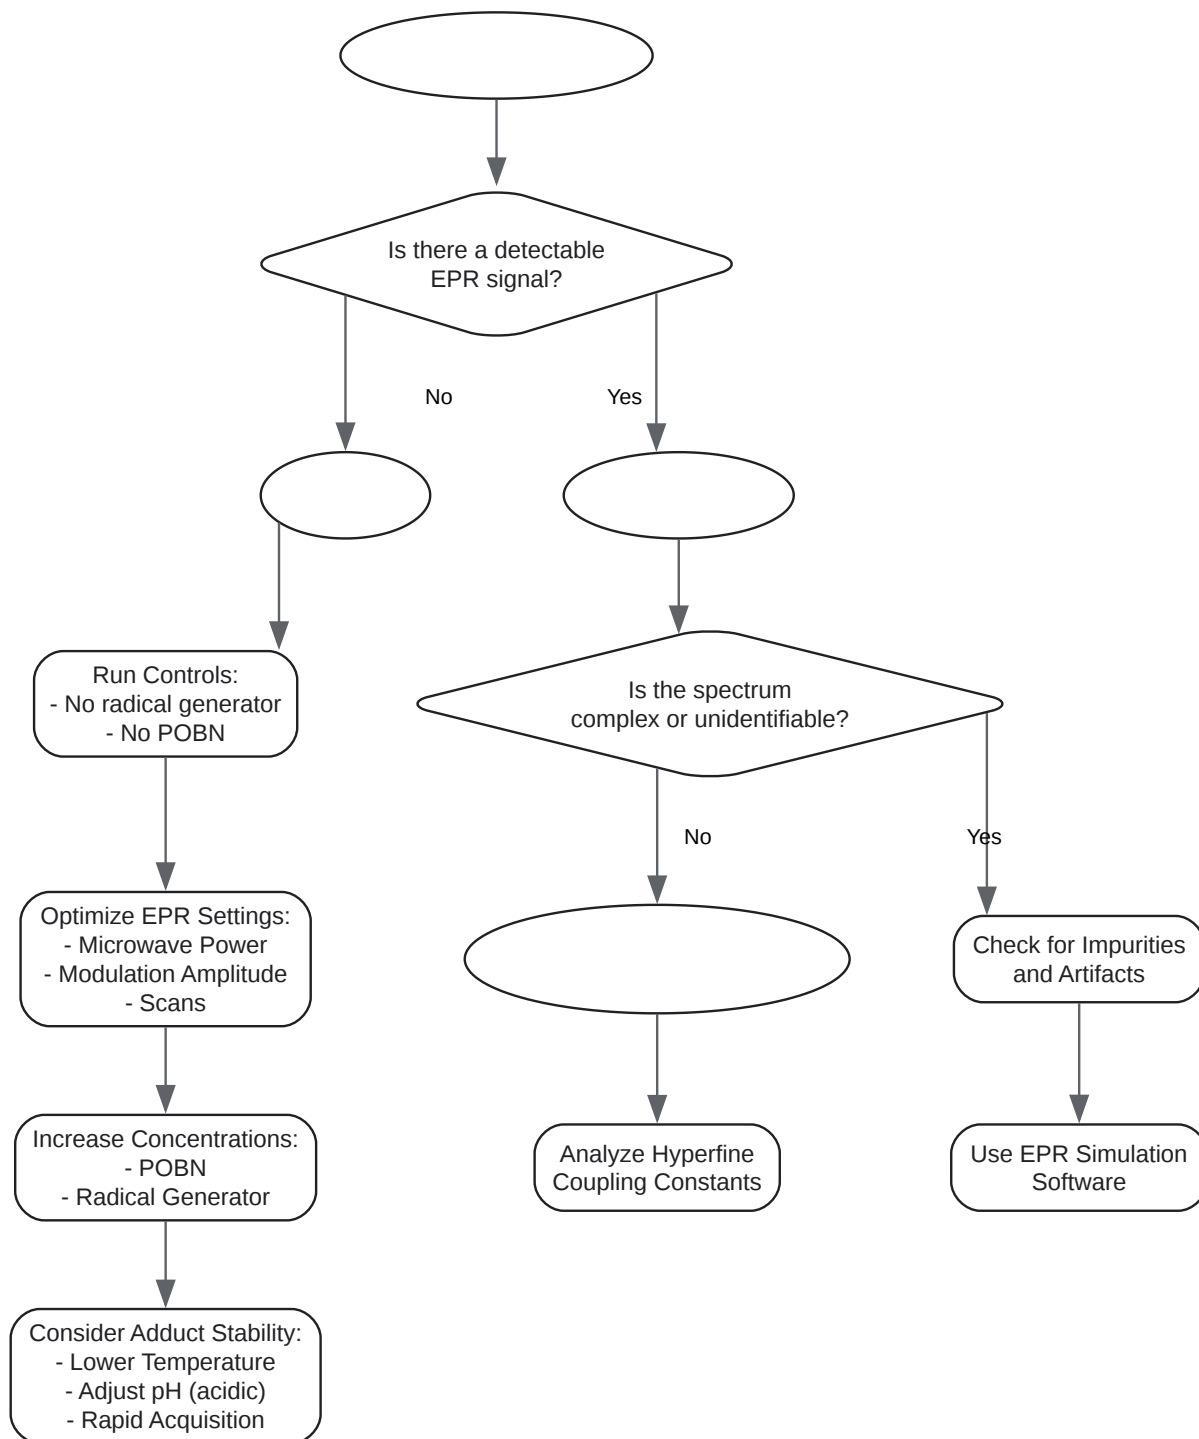 Is there a detectable
EPR signal?
No
Yes
Run Controls:
- No radical generator
- No POBN
Is the spectrum
complex or unidentifiable?
No
Yes
Optimize EPR Settings:
- Microwave Power
- Modulation Amplitude
- Scans
Check for Impurities
and Artifacts
Increase Concentrations:
- POBN
- Radical Generator
Analyze Hyperfine
Coupling Constants
Use EPR Simulation
Software
Consider Adduct Stability:
- Lower Temperature
- Adjust pH (acidic)
- Rapid Acquisition